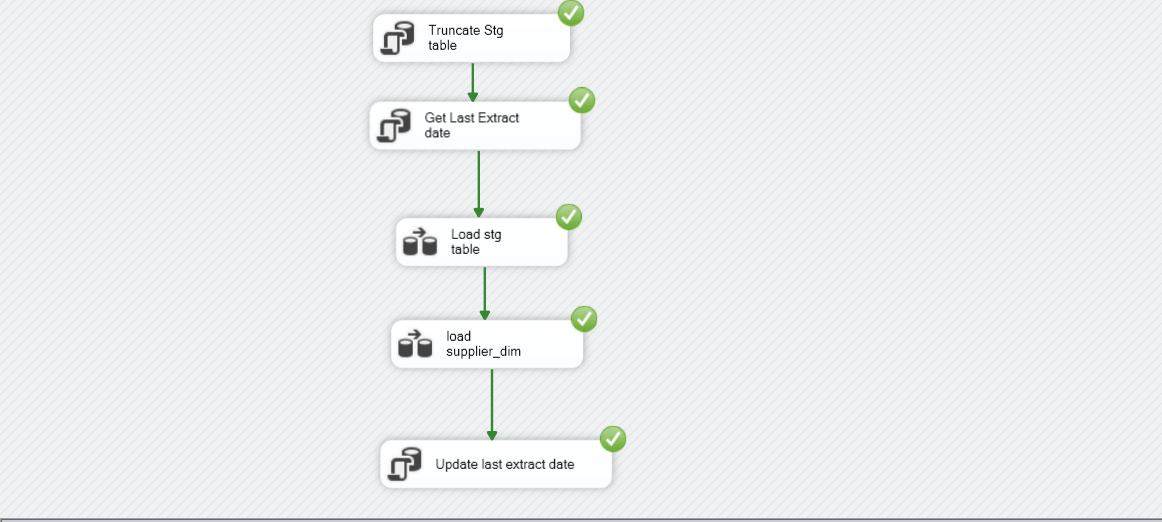 Truncate Stg
table
Get Last Extract
date
Load stg
table
load
supplier_dim
Update last extract date